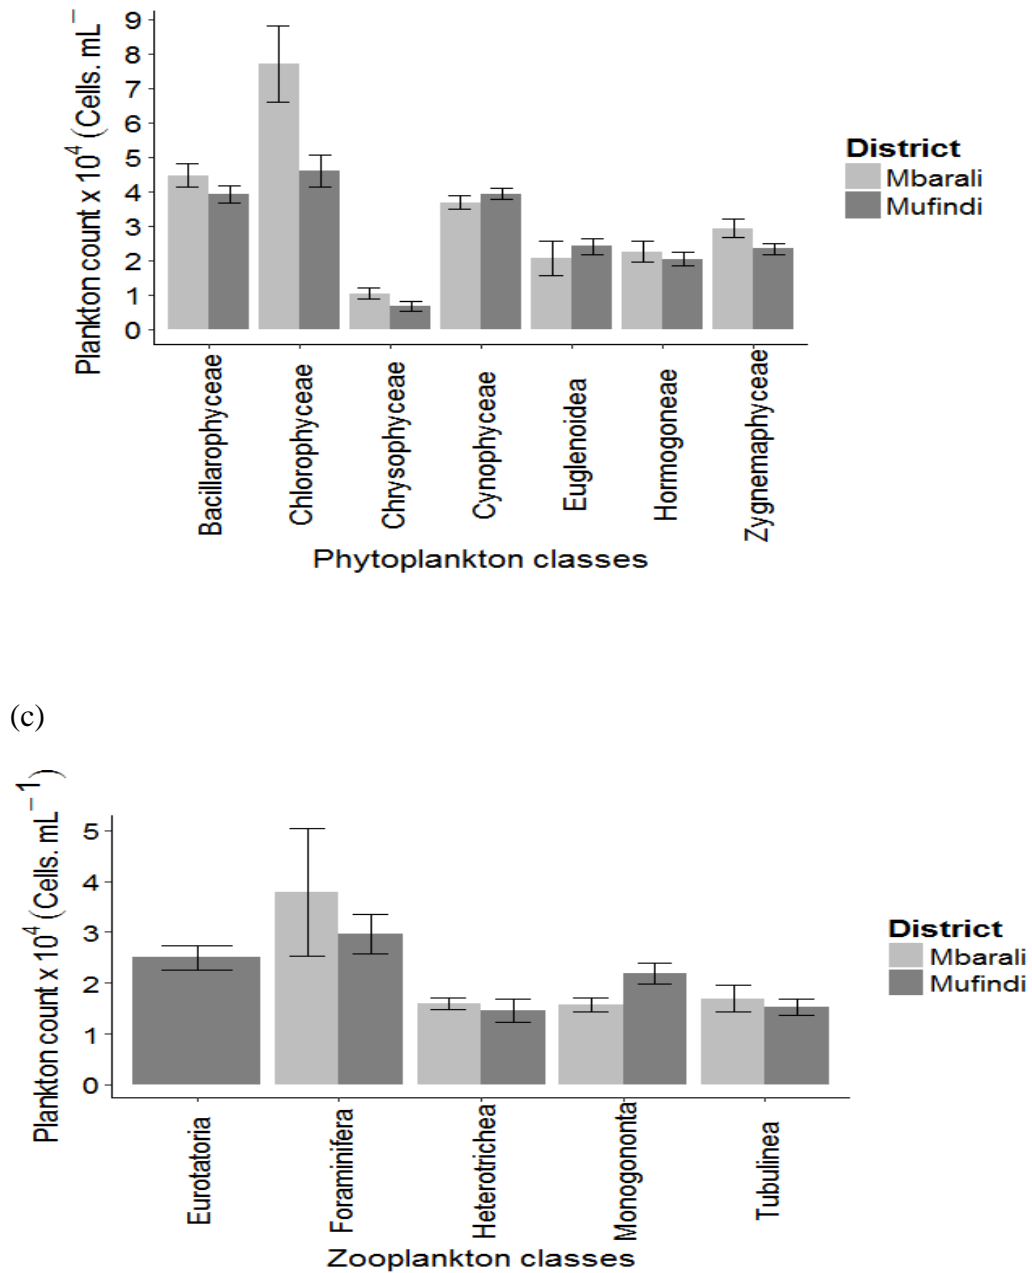 Plankton count x 10⁴ (Cells. mL⁻
9
8
7
6
5
4
3
2
1
0
Bacillarophyceae
Chlorophyceae
Chrysophyceae
Cynophyceae
Euglenoidea
Hormogoneae
Zygnemaphyceae
Phytoplankton classes
District
Mbarali
Mufindi
(c)
Plankton count x 10⁴ (Cells. mL⁻¹)
5
4
3
2
1
0
Eurotatoria
Foraminifera
Heterotrichea
Monogononta
Tubulinea
Zooplankton classes
District
Mbarali
Mufindi